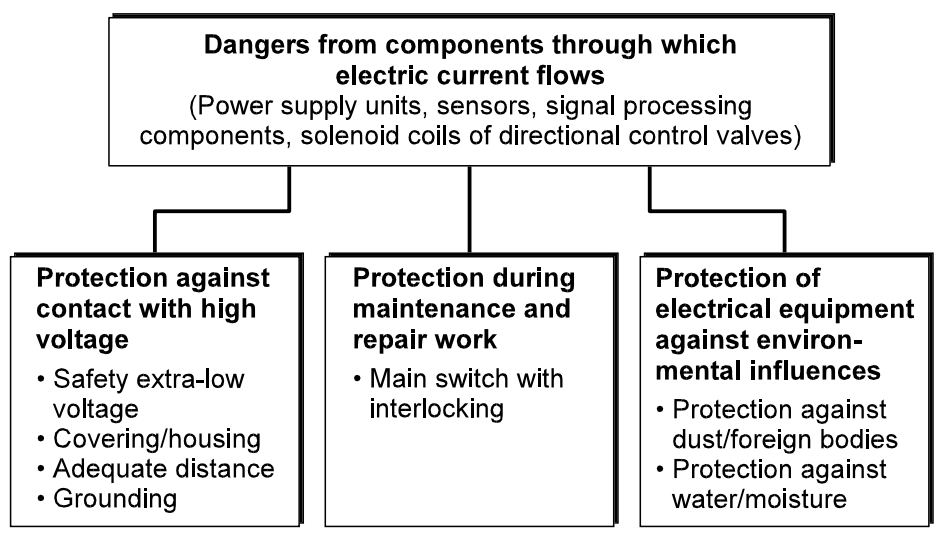 Dangers from components through which
electric current flows
(Power supply units, sensors, signal processing
components, solenoid coils of directional control valves)
Protection against
contact with high
voltage
• Safety extra-low
voltage
• Covering/housing
• Adequate distance
• Grounding
Protection during
maintenance and
repair work
• Main switch with
interlocking
Protection of
electrical equipment
against environ-
mental influences
• Protection against
dust/foreign bodies
• Protection against
water/moisture